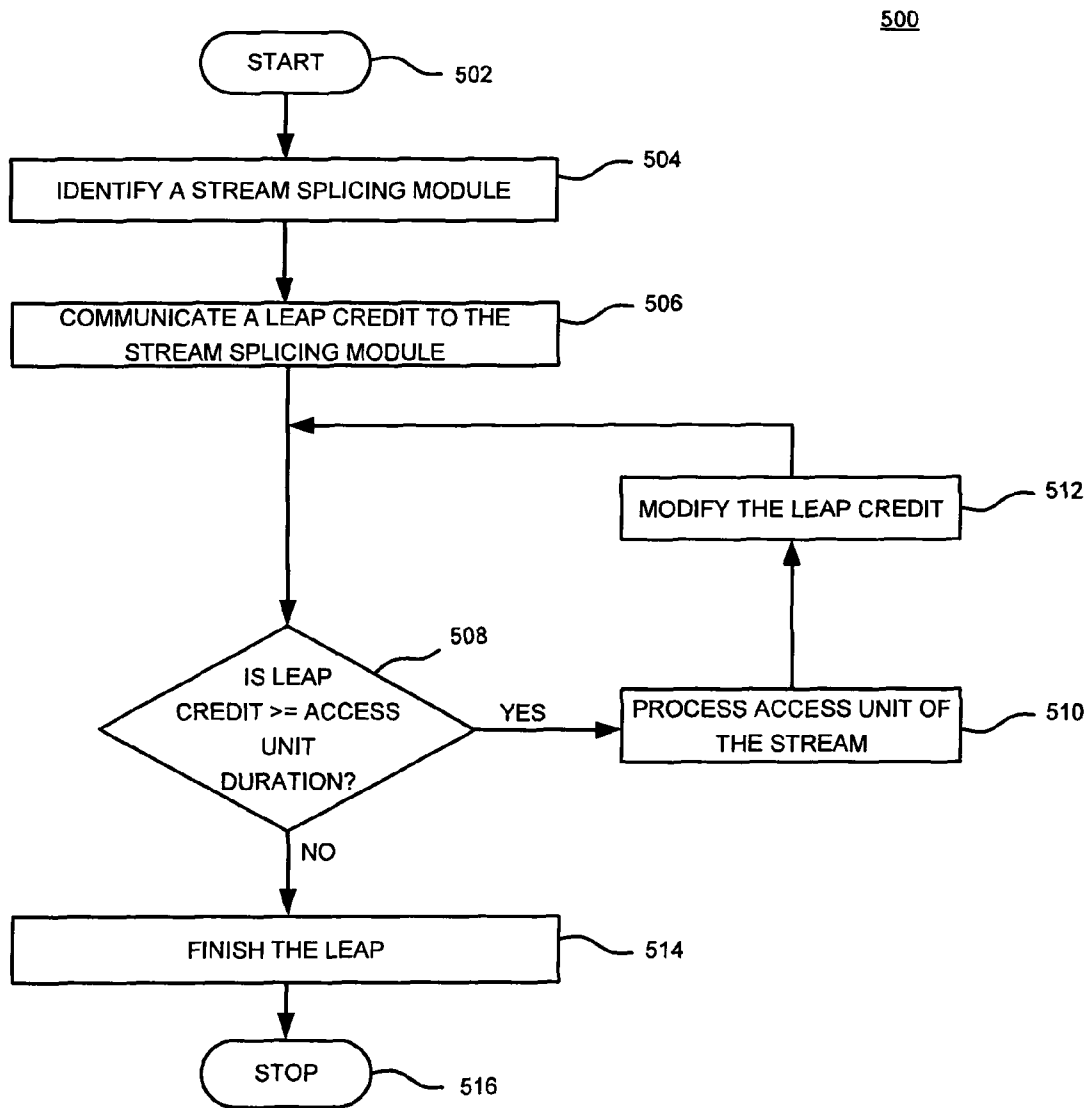 500
START
502
504
IDENTIFY A STREAM SPLICING MODULE
506
COMMUNICATE A LEAP CREDIT TO THE
STREAM SPLICING MODULE
512
MODIFY THE LEAP CREDIT
508
IS LEAP
CREDIT >= ACCESS
UNIT
DURATION?
YES
PROCESS ACCESS UNIT OF
THE STREAM
510
NO
FINISH THE LEAP
514
STOP
516